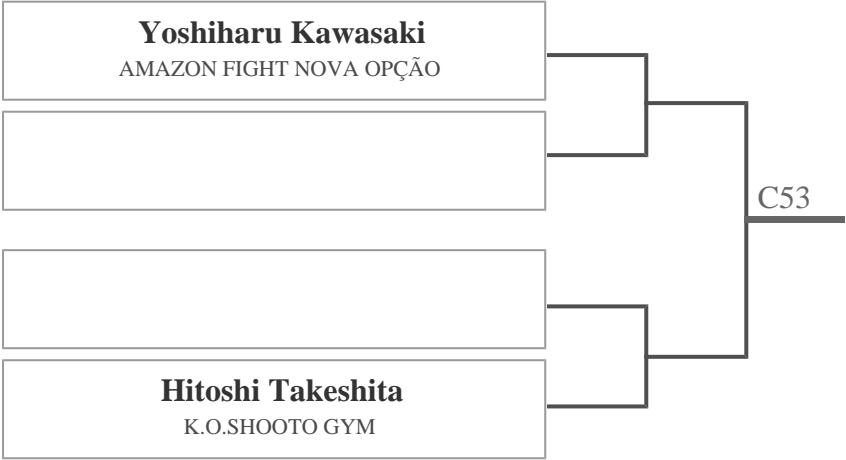 Yoshiharu Kawasaki
AMAZON FIGHT NOVA OPÇÃO
C53
Hitoshi Takeshita
K.O.SHOOTO GYM